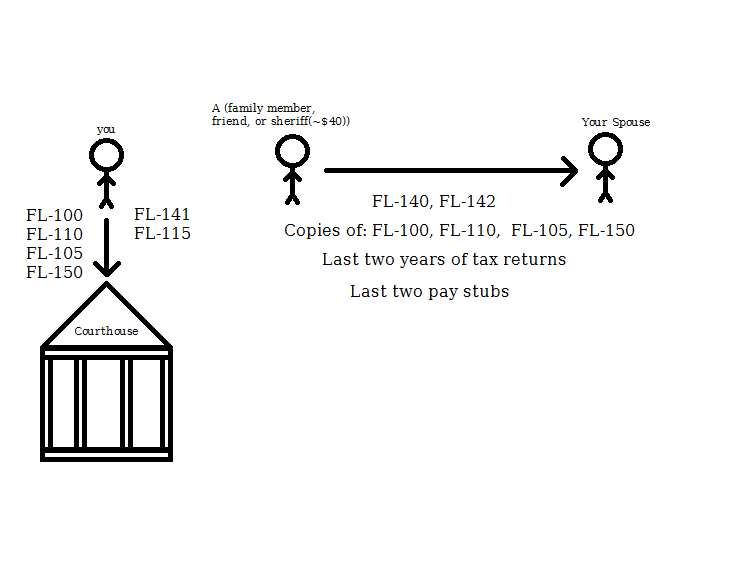 A (family member,
friend, or sheriff(~$40))
you
Your Spouse
FL-140, FL-142
FL-100
FL-110
FL-105
FL-150
FL-141
FL-115
Copies of: FL-100, FL-110, FL-105, FL-150
Last two years of tax returns
Last two pay stubs
Courthouse